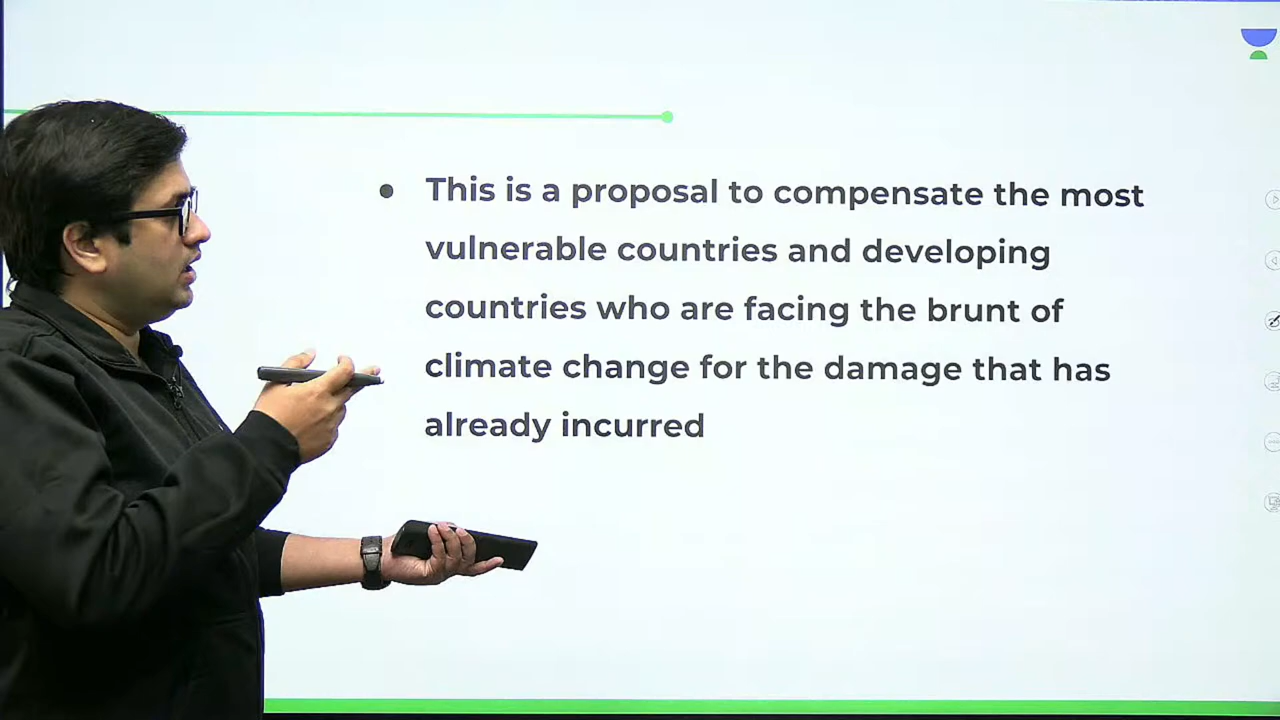 ● This is a proposal to compensate the most
vulnerable countries and developing
countries who are facing the brunt of
climate change for the damage that has
already incurred